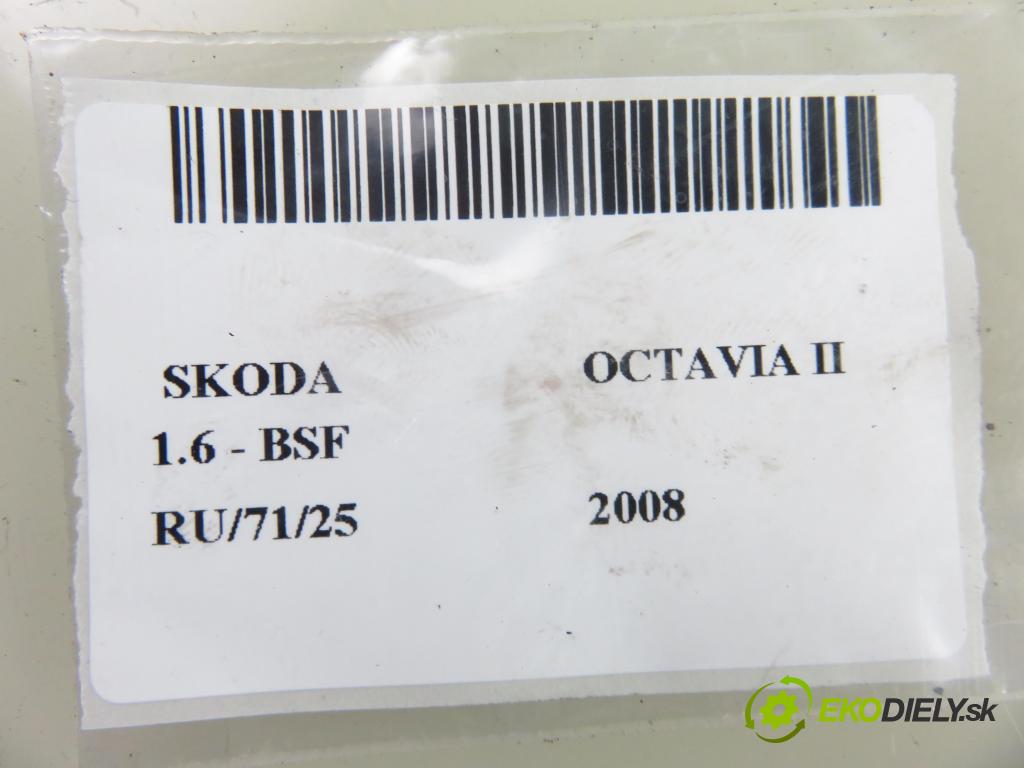 SKODA OCTAVIA II
1.6 - BSF
RU/71/25 2008
EKODIELY.sk